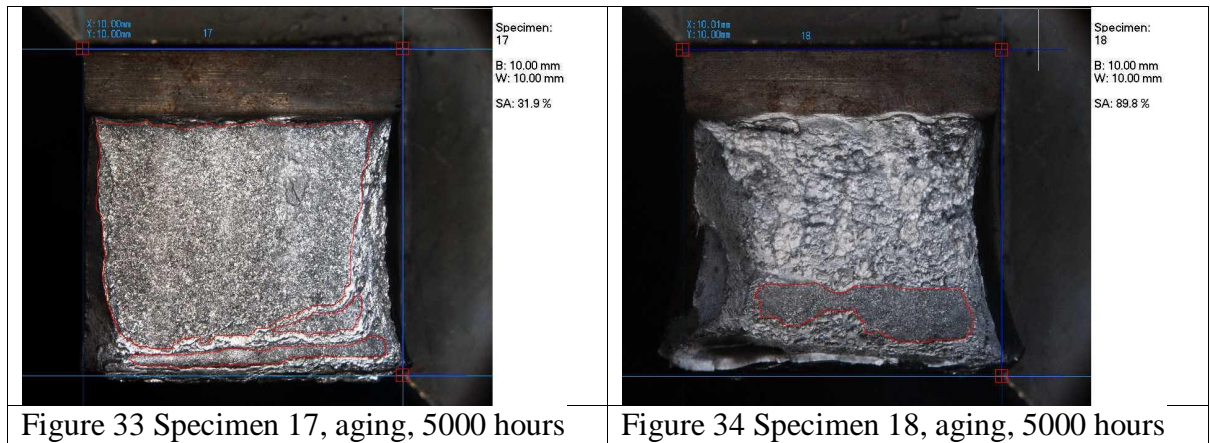 X:10.00mm
Y:10.00mm
17
Specimen:
17
B: 10.00 mm
W: 10.00 mm
SA: 31.9 %
Figure 33 Specimen 17, aging, 5000 hours
X:10.01mm
Y:10.00mm
18
Specimen:
18
B: 10.00 mm
W: 10.00 mm
SA: 89.8 %
Figure 34 Specimen 18, aging, 5000 hours